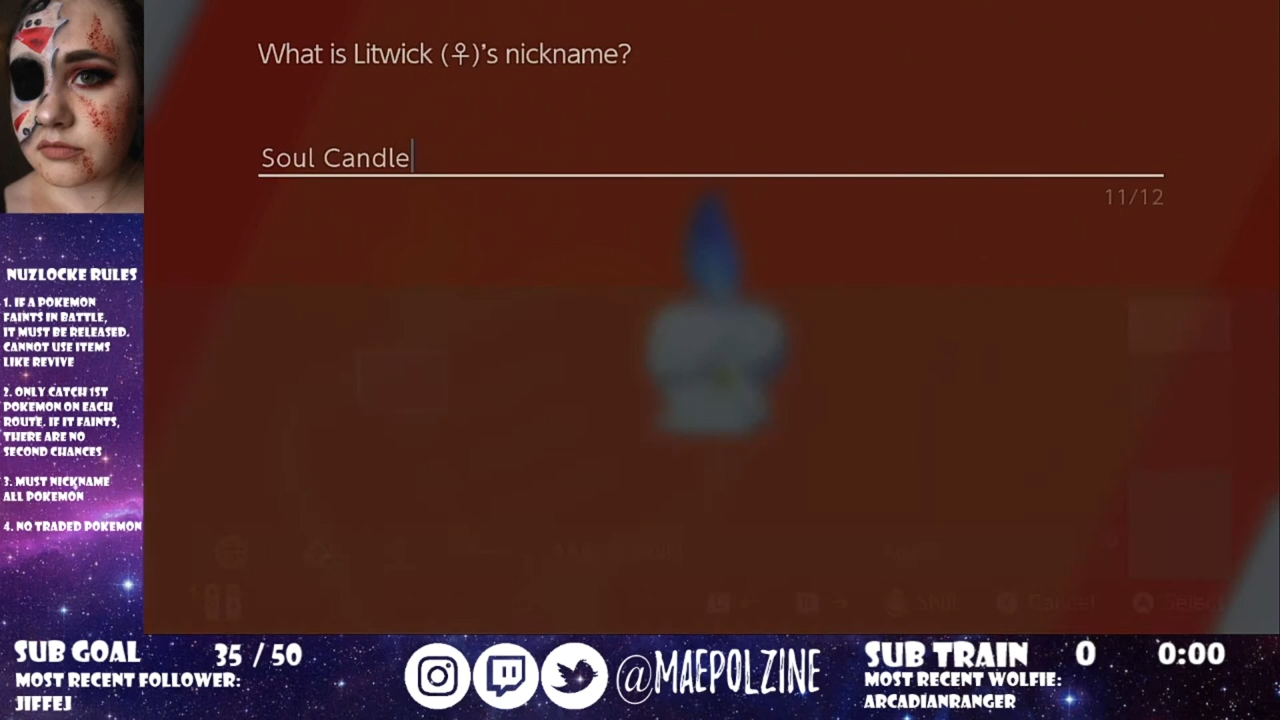 What is Litwick (♀)'s nickname?
Soul Candle
11/12
NUZLOCKE RULES
1. IF A POKEMON
FAINTS IN BATTLE,
IT MUST BE RELEASED.
CANNOT USE ITEMS
LIKE REVIVE
2. ONLY CATCH 1ST
POKEMON ON EACH
ROUTE. IF IT FAINTS,
THERE ARE NO
SECOND CHANCES
3. MUST NICKNAME
ALL POKEMON
4. NO TRADED POKEMON
Shift
Cancel
Select
SUB GOAL 35 / 50
MOST RECENT FOLLOWER:
JIFFEJ
@MAEPOLZINE
SUB TRAIN 0 0:00
MOST RECENT WOLFIE:
ARCADIANRANGER